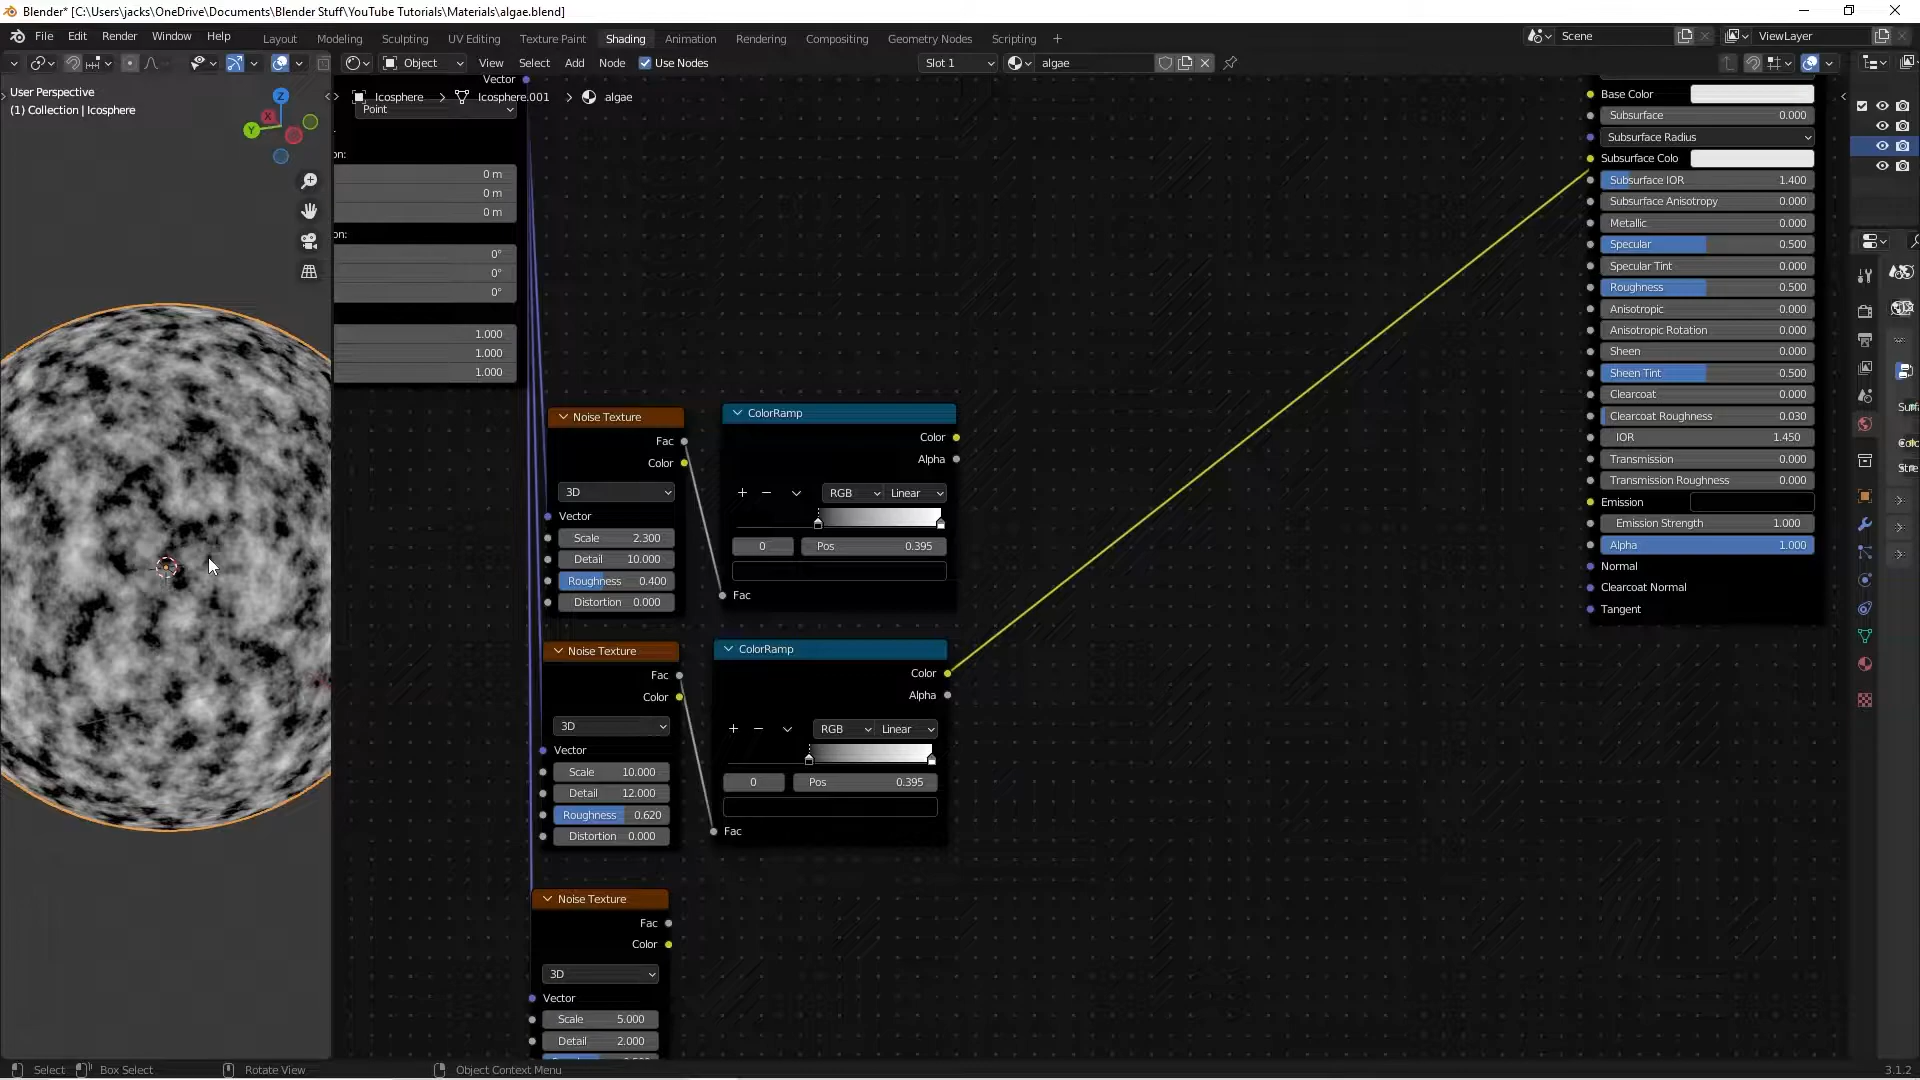 Blender* [C:\Users\jacks\OneDrive\Documents\Blender Stuff\YouTube Tutorials\Materials\algae.blend]
File Edit Render Window Help Layout Modeling Sculpting UV Editing Texture Paint Shading Animation Rendering Compositing Geometry Nodes Scripting + Scene ViewLayer
Object View Select Add Node Use Nodes Slot 1 algae
User Perspective
(1) Collection | Icosphere
Vector
Icosphere > Icosphere.001 > algae
Point
on:
0 m
0 m
0 m
on:
0°
0°
0°
1.000
1.000
1.000
Noise Texture
Fac
Color
3D
Vector
Scale 2.300
Detail 10.000
Roughness 0.400
Distortion 0.000
ColorRamp
Color
Alpha
RGB Linear
0 Pos 0.395
Fac
Noise Texture
Fac
Color
3D
Vector
Scale 10.000
Detail 12.000
Roughness 0.620
Distortion 0.000
ColorRamp
Color
Alpha
RGB Linear
0 Pos 0.395
Fac
Noise Texture
Fac
Color
3D
Vector
Scale 5.000
Detail 2.000
Base Color
Subsurface 0.000
Subsurface Radius
Subsurface Colo
Subsurface IOR 1.400
Subsurface Anisotropy 0.000
Metallic 0.000
Specular 0.500
Specular Tint 0.000
Roughness 0.500
Anisotropic 0.000
Anisotropic Rotation 0.000
Sheen 0.000
Sheen Tint 0.500
Clearcoat 0.000
Clearcoat Roughness 0.030
IOR 1.450
Transmission 0.000
Transmission Roughness 0.000
Emission
Emission Strength 1.000
Alpha 1.000
Normal
Clearcoat Normal
Tangent
Select Box Select Rotate View Object Context Menu 3.1.2